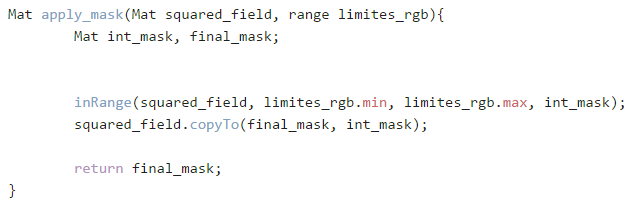 Mat apply_mask(Mat squared_field, range limites_rgb){
Mat int_mask, final_mask;
inRange(squared_field, limites_rgb.min, limites_rgb.max, int_mask);
squared_field.copyTo(final_mask, int_mask);
return final_mask;
}